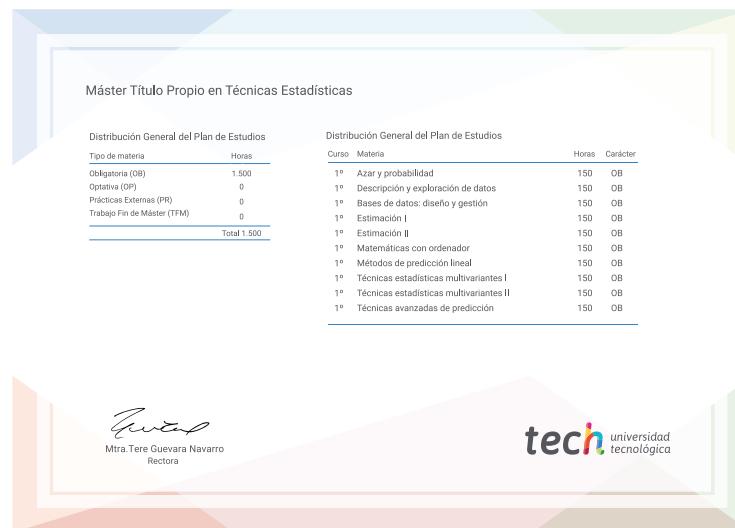 Máster Título Propio en Técnicas Estadísticas
Distribución General del Plan de Estudios
Tipo de materia Horas
Obligatoria (OB) 1.500
Optativa (OP) 0
Prácticas Externas (PR) 0
Trabajo Fin de Máster (TFM) 0
Total 1.500
Distribución General del Plan de Estudios
Curso Materia Horas Carácter
1º Azar y probabilidad 150 OB
1º Descripción y exploración de datos 150 OB
1º Bases de datos: diseño y gestión 150 OB
1º Estimación I 150 OB
1º Estimación II 150 OB
1º Matemáticas con ordenador 150 OB
1º Métodos de predicción lineal 150 OB
1º Técnicas estadísticas multivariantes I 150 OB
1º Técnicas estadísticas multivariantes II 150 OB
1º Técnicas avanzadas de predicción 150 OB
Mtra.Tere Guevara Navarro
Rectora
tech universidad
tecnológica